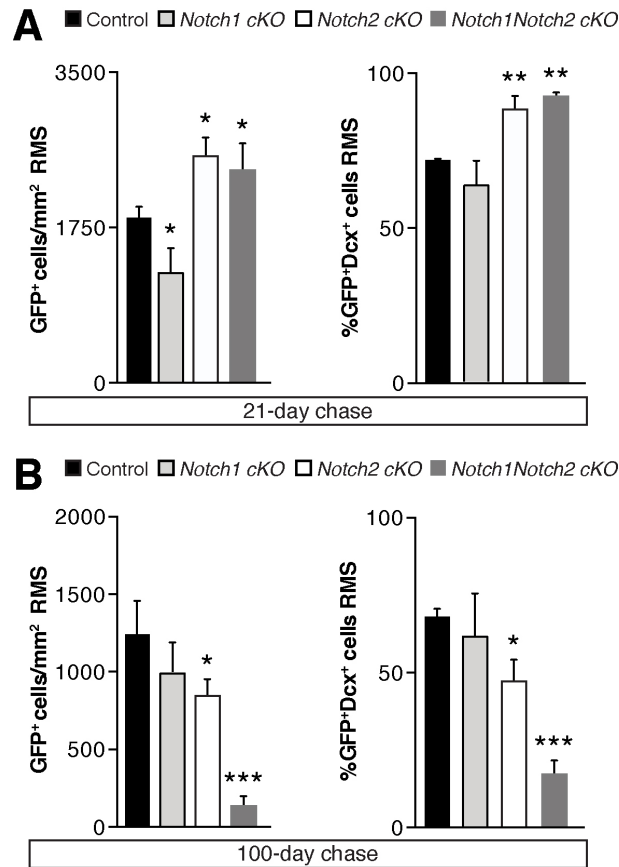 A Control Notch1 cKO Notch2 cKO Notch1Notch2 cKO
GFP⁺cells/mm² RMS
3500
1750
0
*
*
*
%GFP⁺Dcx⁺ cells RMS
100
50
0
**
**
21-day chase
B Control Notch1 cKO Notch2 cKO Notch1Notch2 cKO
GFP⁺cells/mm² RMS
2000
1500
1000
500
0
*
***
%GFP⁺Dcx⁺ cells RMS
100
50
0
*
***
100-day chase